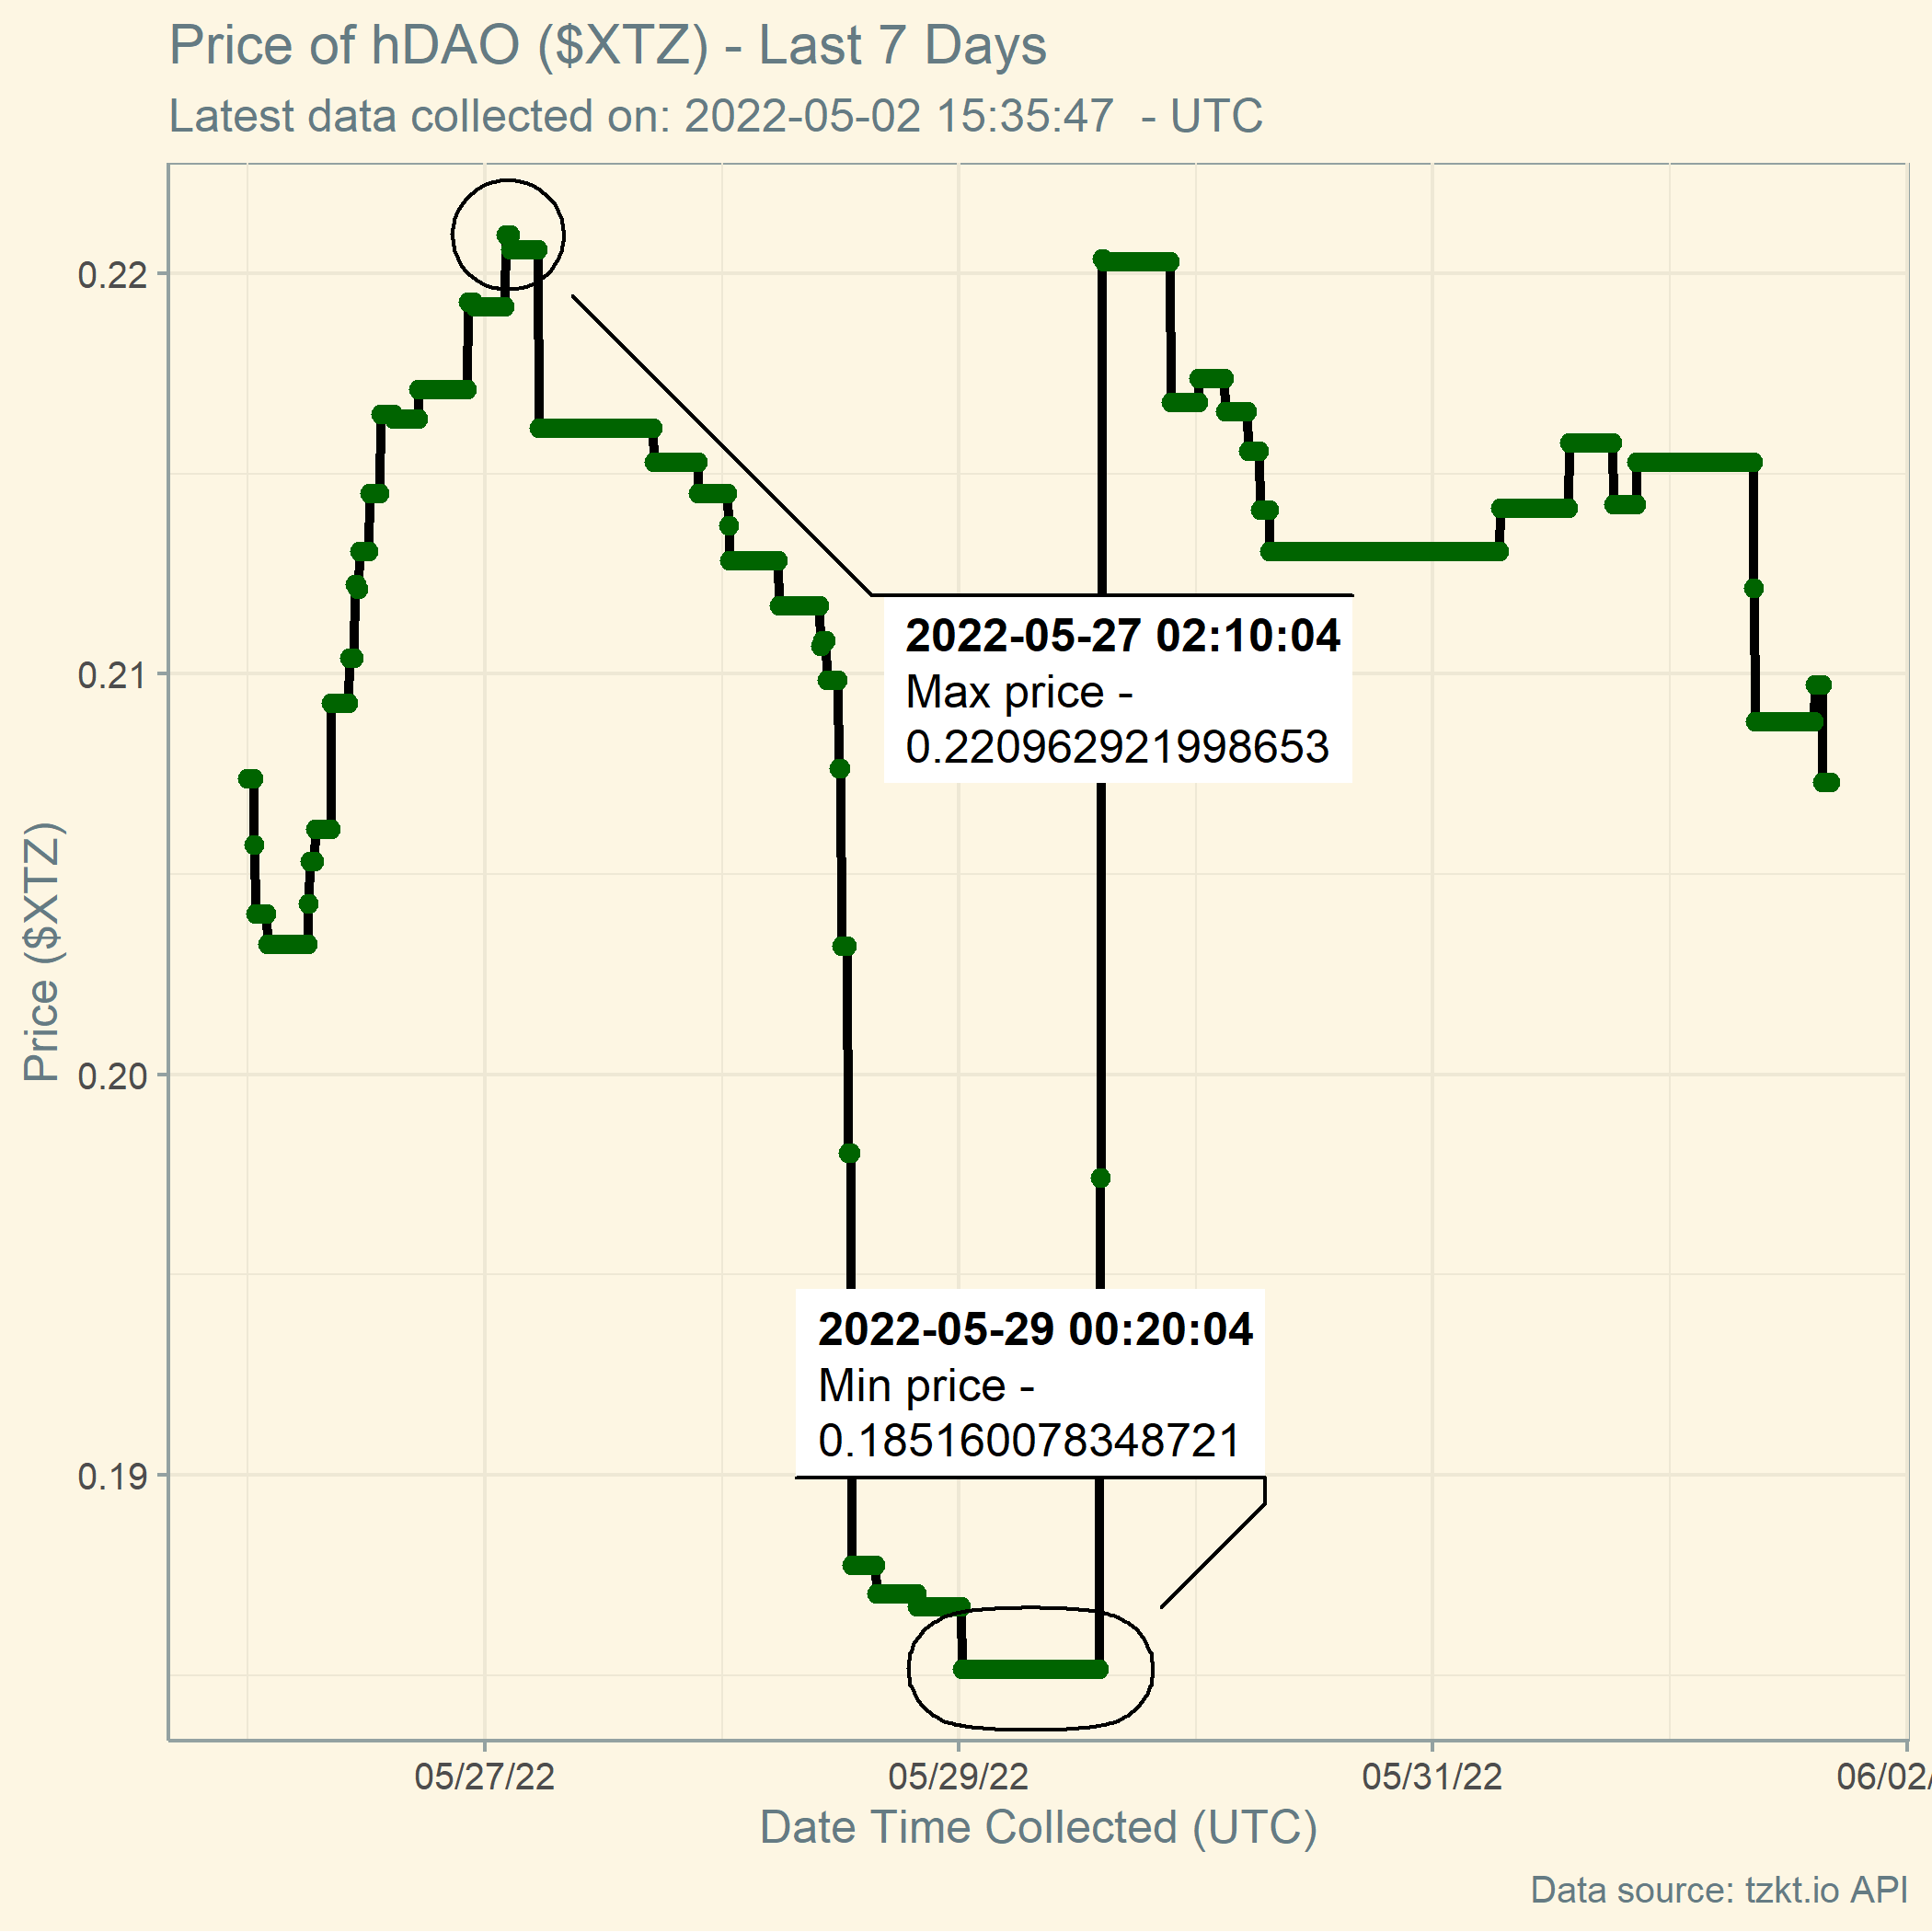 Price of hDAO ($XTZ) - Last 7 Days
Latest data collected on: 2022-05-02 15:35:47  - UTC
0.22
0.21
0.20
0.19
Price ($XTZ)
2022-05-27 02:10:04
Max price -
0.220962921998653
2022-05-29 00:20:04
Min price -
0.185160078348721
05/27/22
05/29/22
05/31/22
06/02/
Date Time Collected (UTC)
Data source: tzkt.io API